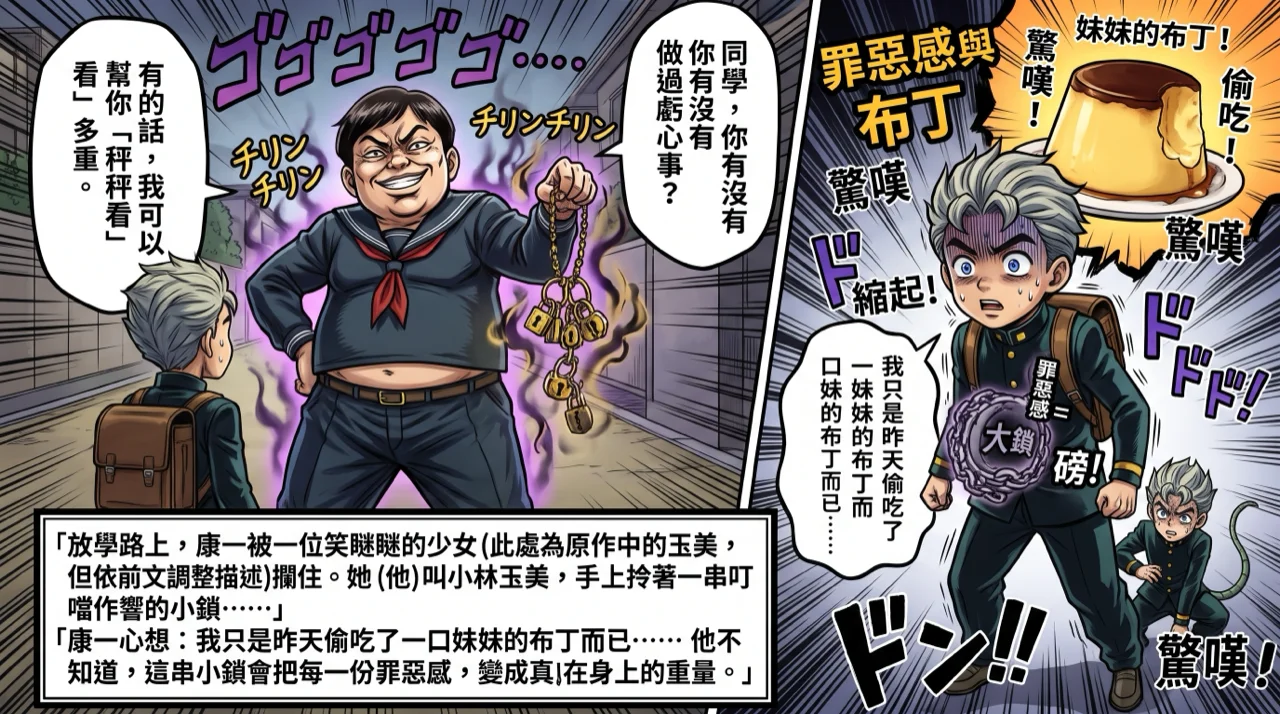 ゴゴゴゴゴ‥‥
同學，你有沒有
你有沒有
做過虧心事？
有的話，我可以
幫你「秤秤看」
看」多重。
チリン
チリン
チリンチリン
「放學路上，康一被一位笑瞇瞇的少女(此處為原作中的玉美，
但依前文調整描述)攔住。她(他)叫小林玉美，手上拎著一串叮
噹作響的小鎖……」
「康一心想：我只是昨天偷吃了一口妹妹的布丁而已…… 他不
知道，這串小鎖會把每一份罪惡感，變成真在身上的重量。」
罪惡感與
布丁
驚嘆！
妹妹的布丁！
偷吃！
驚嘆
驚嘆
ド
縮起！
ドドド！
我只是昨天偷吃了
一妹妹的布丁而
口妹的布丁而已……
罪惡感＝
大鎖
磅！
ドン!!
驚嘆！